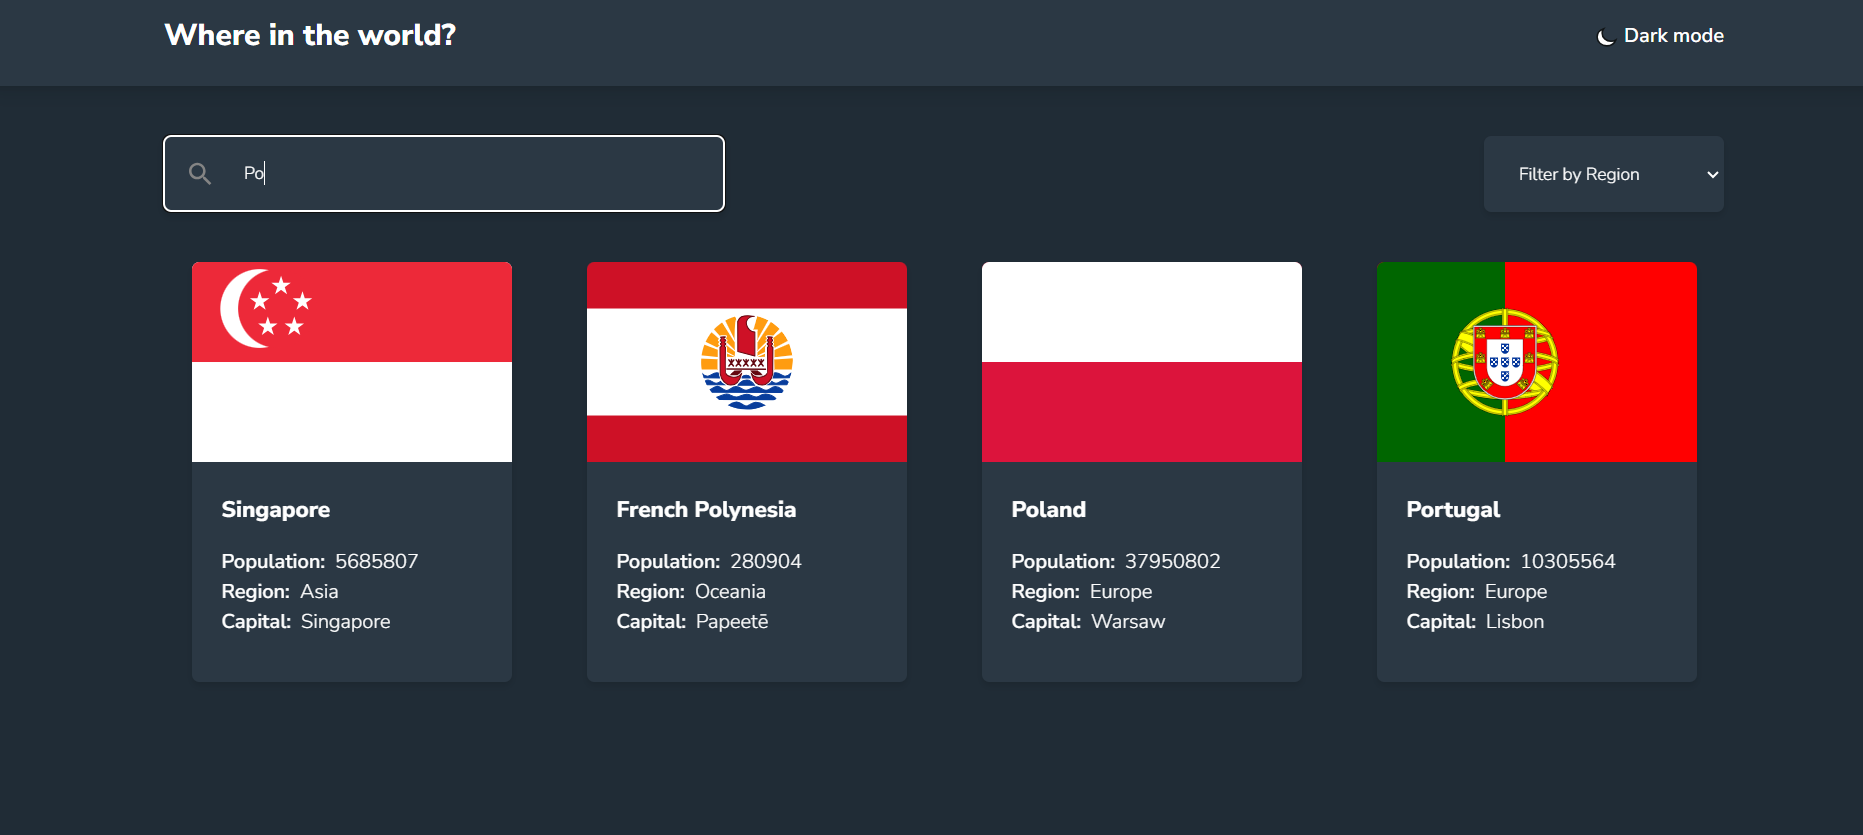 Where in the world?
Dark mode
Po
Filter by Region
Singapore
Population: 5685807
Region: Asia
Capital: Singapore
French Polynesia
Population: 280904
Region: Oceania
Capital: Papeetē
Poland
Population: 37950802
Region: Europe
Capital: Warsaw
Portugal
Population: 10305564
Region: Europe
Capital: Lisbon